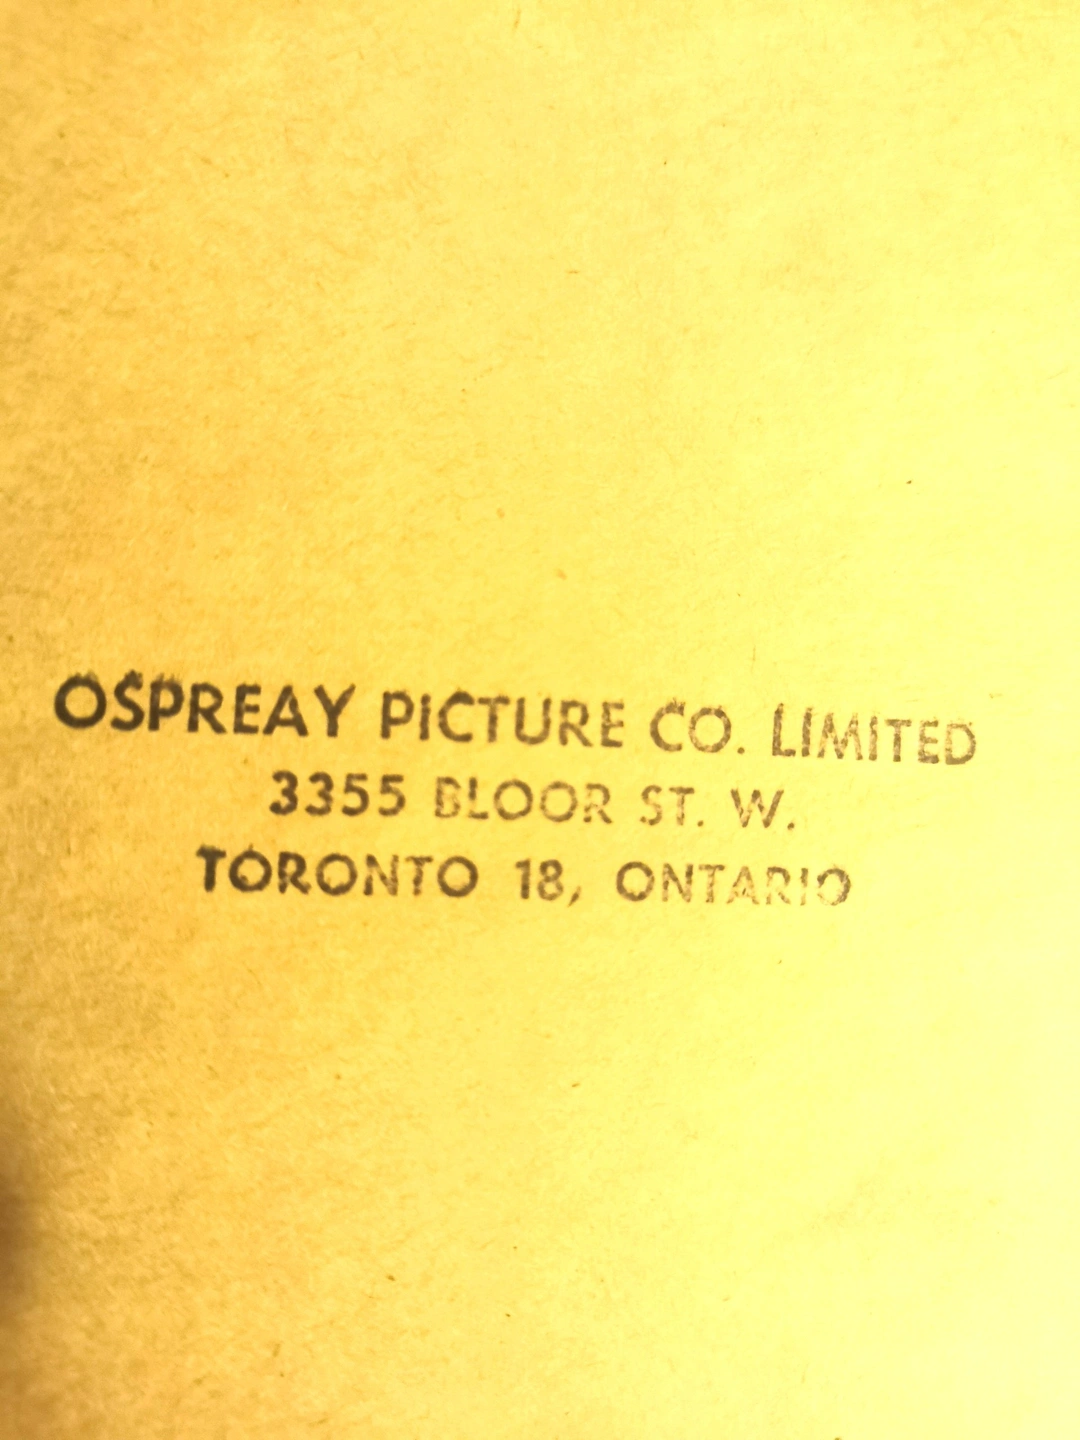 OSPREAY PICTURE CO. LIMITED
3355 BLOOR ST. W.
TORONTO 18, ONTARIO